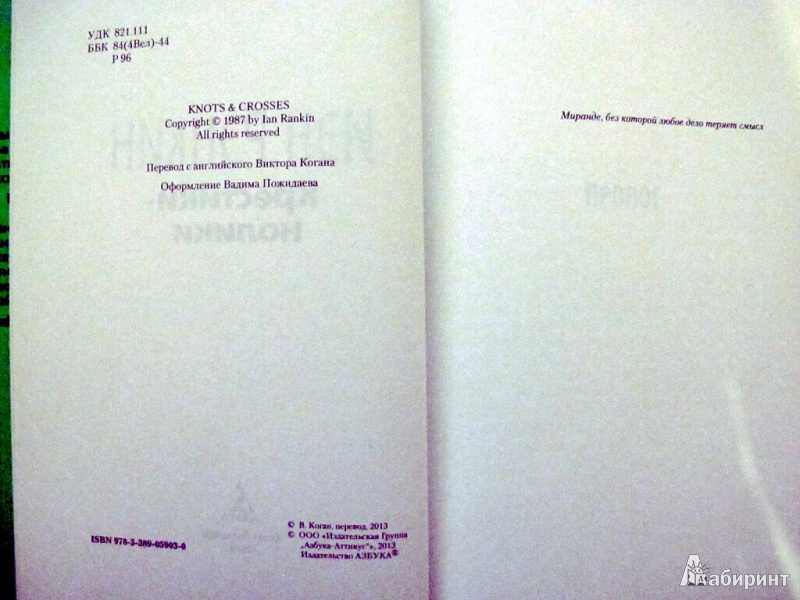 УДК 821.111
ББК 84(4Вел)-44
Р 96
KNOTS & CROSSES
Copyright © 1987 by Ian Rankin
All rights reserved
Перевод с английского Виктора Когана
Оформление Вадима Пожидаева
ISBN 978-5-389-05903-0
© В. Коган, перевод, 2013
© ООО «Издательская Группа
„Азбука-Аттикус“», 2013
Издательство АЗБУКА®
Миранде, без которой любое дело теряет смысл
Лабиринт